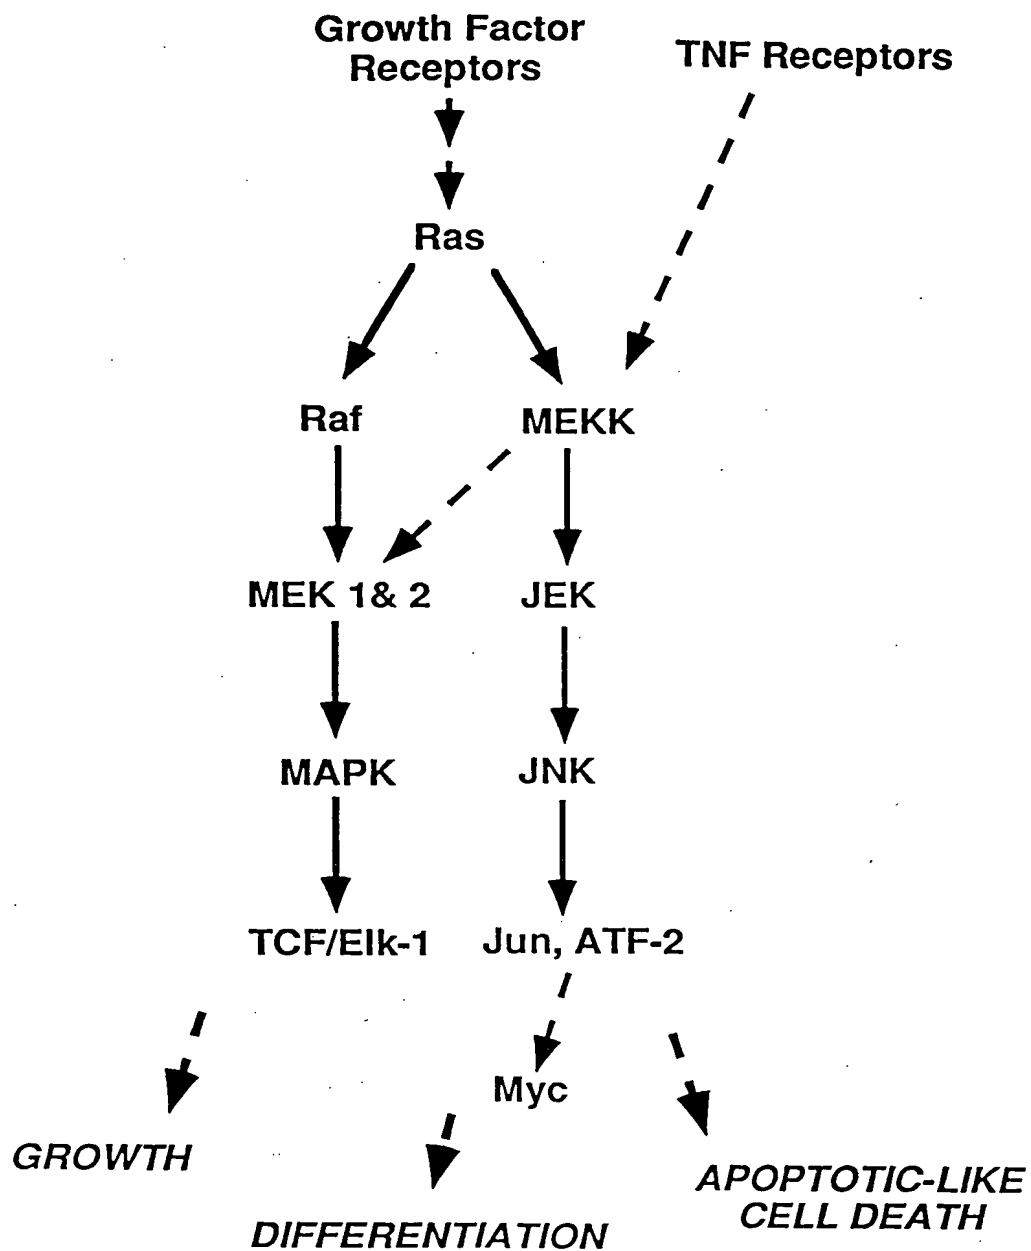 Growth Factor
Receptors
TNF Receptors
Ras
Raf
MEKK
MEK 1& 2
JEK
MAPK
JNK
TCF/Elk-1
Jun, ATF-2
Myc
GROWTH
DIFFERENTIATION
APOPTOTIC-LIKE
CELL DEATH